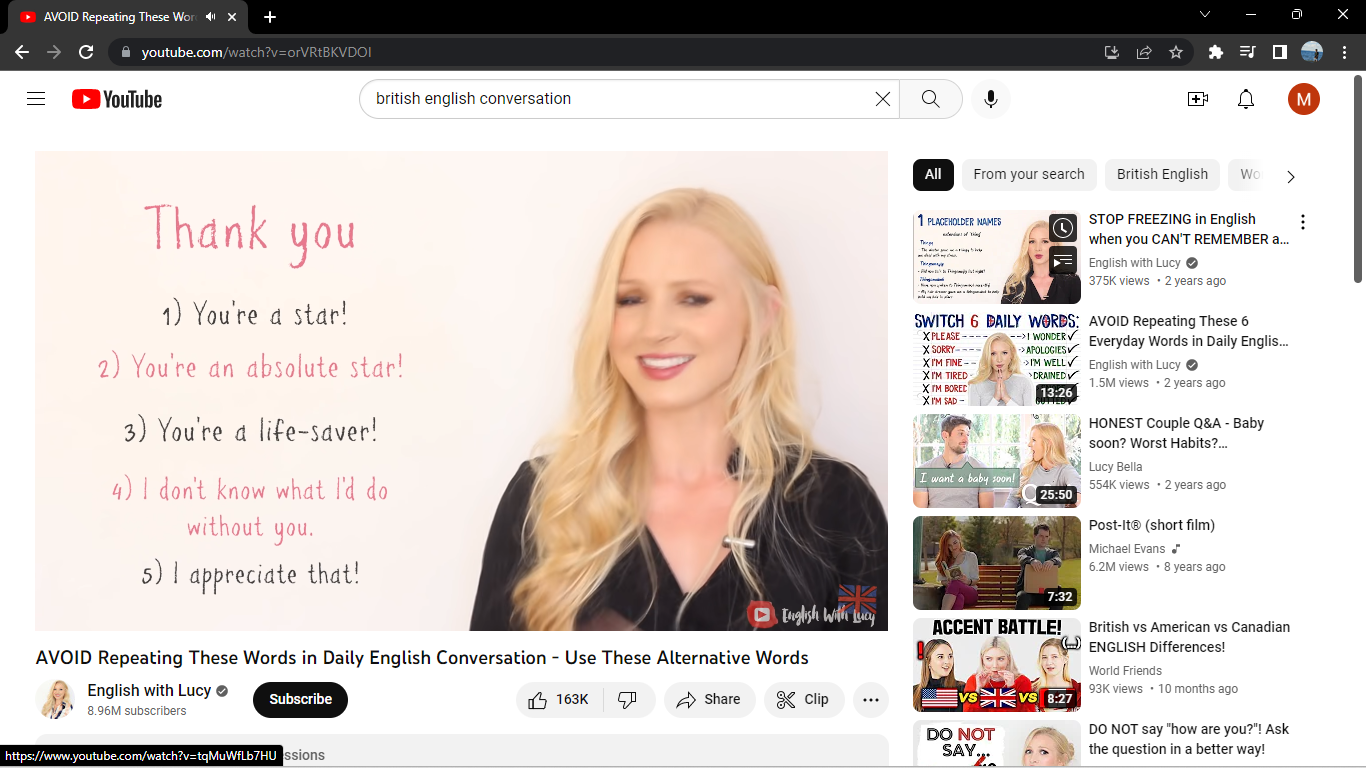 AVOID Repeating These Wor
youtube.com/watch?v=orVRtBKVDOI
YouTube
british english conversation
M
Thank you
1) You're a star!
2) You're an absolute star!
3) You're a life-saver!
4) I don't know what I'd do
without you.
5) I appreciate that!
English With Lucy
AVOID Repeating These Words in Daily English Conversation - Use These Alternative Words
English with Lucy
8.96M subscribers
Subscribe
163K
Share
Clip
ssions
https://www.youtube.com/watch?v=tqMuWfLb7HU
All
From your search
British English
Wo
1 PLACEHOLDER NAMES
extensions of 'thing'
STOP FREEZING in English
when you CAN'T REMEMBER a...
English with Lucy
375K views • 2 years ago
SWITCH 6 DAILY WORDS:
X PLEASE → I WONDER ✓
X SORRY → APOLOGIES ✓
X I'M FINE → I'M WELL ✓
X I'M TIRED DRAINED ✓
X I'M BORED
X I'M SAD
13:26
AVOID Repeating These 6
Everyday Words in Daily Englis...
English with Lucy
1.5M views • 2 years ago
I want a baby soon!
Q
25:50
HONEST Couple Q&A - Baby
soon? Worst Habits?...
Lucy Bella
554K views • 2 years ago
7:32
Post-It® (short film)
Michael Evans
6.2M views • 8 years ago
ACCENT BATTLE!
VS
VS
8:27
British vs American vs Canadian
ENGLISH Differences!
World Friends
93K views • 10 months ago
DO NOT
SAY...
DO NOT say "how are you?"! Ask
the question in a better way!